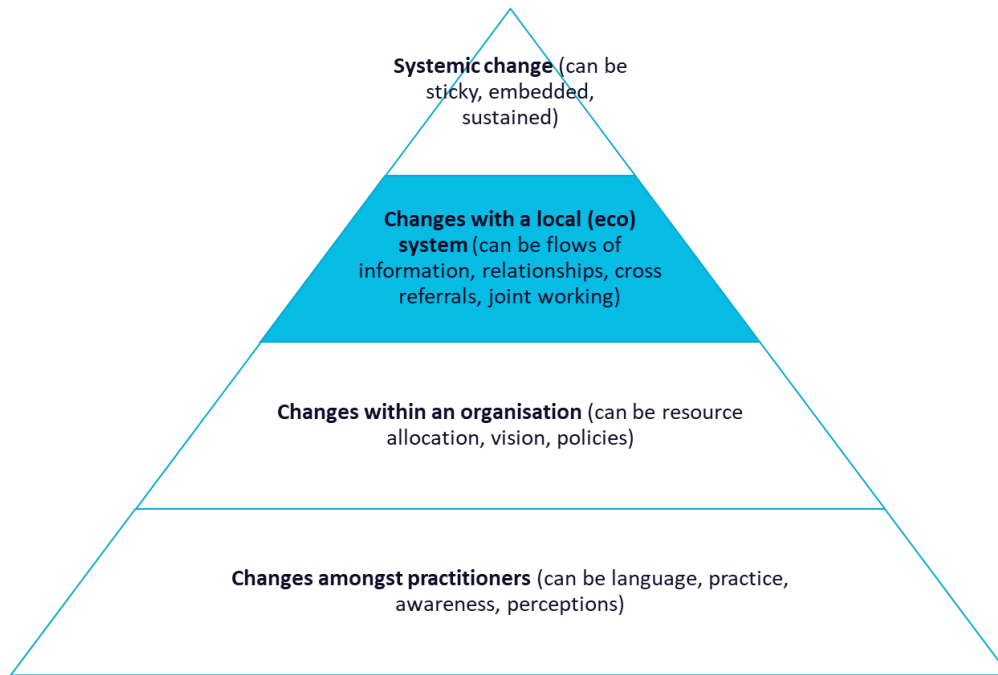 Systemic change (can be
sticky, embedded,
sustained)
Changes with a local (eco)
system (can be flows of
information, relationships, cross
referrals, joint working)
Changes within an organisation (can be resource
allocation, vision, policies)
Changes amongst practitioners (can be language, practice,
awareness, perceptions)